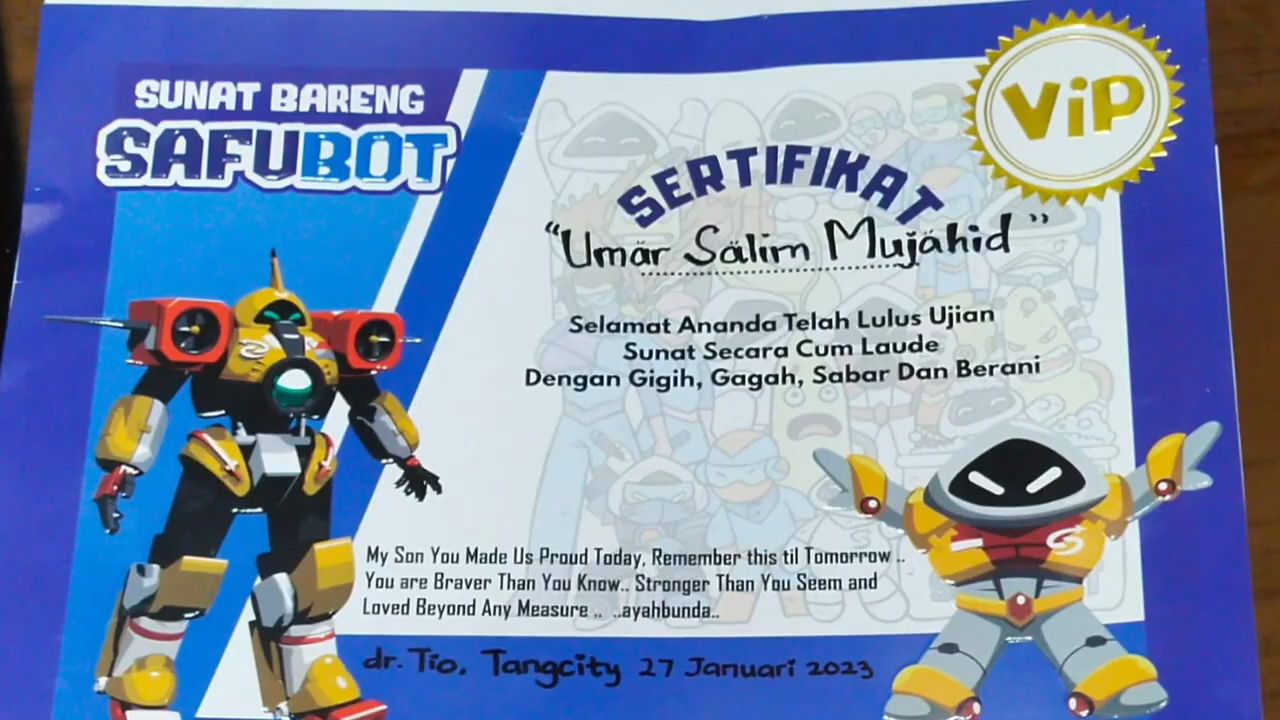 SUNAT BARENG
SAFUBOT
ViP
SERTIFIKAT
"Umar Salim Mujahid"
Selamat Ananda Telah Lulus Ujian
Sunat Secara Cum Laude
Dengan Gigih, Gagah, Sabar Dan Berani
My Son You Made Us Proud Today, Remember this til Tomorrow ..
You are Braver Than You Know.. Stronger Than You Seem and
Loved Beyond Any Measure .. ..ayahbunda..
dr. Tio, Tangcity 27 Januari 2023